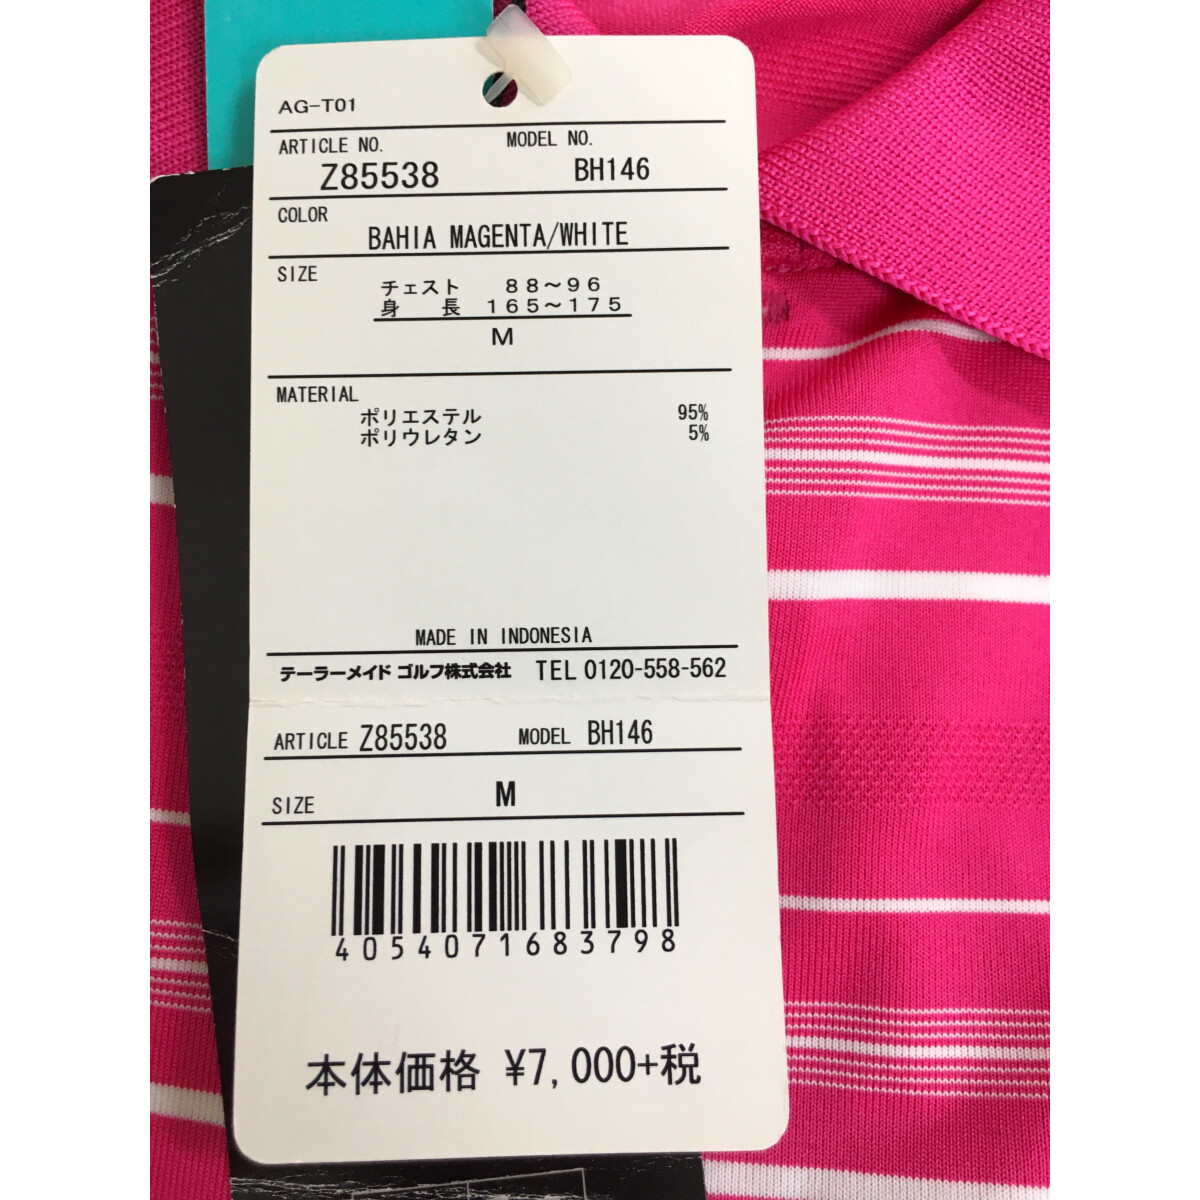 AG-T01
ARTICLE NO. MODEL NO.
Z85538 BH146
COLOR
BAHIA MAGENTA/WHITE
SIZE
チェスト 88～96
身 長 165～175
M
MATERIAL
ポリエステル 95%
ポリウレタン 5%
MADE IN INDONESIA
テーラーメイド ゴルフ株式会社 TEL 0120-558-562
ARTICLE Z85538 MODEL BH146
SIZE M
4054071683798
本体価格 ¥7,000+税